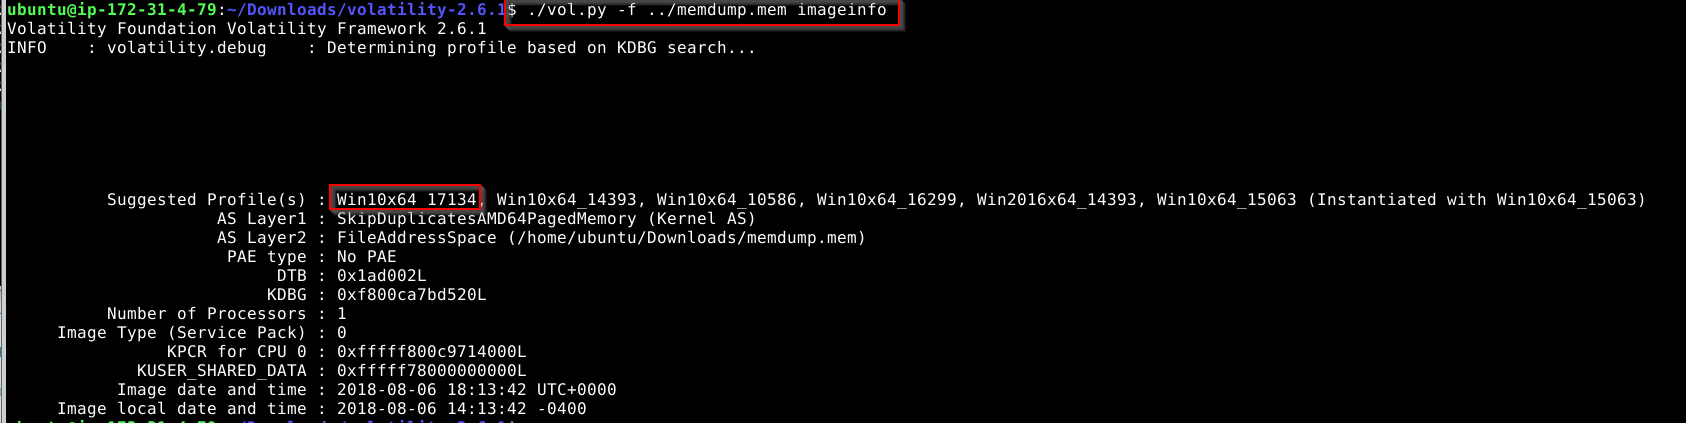 ubuntu@ip-172-31-4-79:~/Downloads/volatility-2.6.1$ ./vol.py -f ../memdump.mem imageinfo
Volatility Foundation Volatility Framework 2.6.1
INFO    : volatility.debug    : Determining profile based on KDBG search...
Suggested Profile(s) : Win10x64_17134, Win10x64_14393, Win10x64_10586, Win10x64_16299, Win2016x64_14393, Win10x64_15063 (Instantiated with Win10x64_15063)
AS Layer1 : SkipDuplicatesAMD64PagedMemory (Kernel AS)
AS Layer2 : FileAddressSpace (/home/ubuntu/Downloads/memdump.mem)
PAE type : No PAE
DTB : 0x1ad002L
KDBG : 0xf800ca7bd520L
Number of Processors : 1
Image Type (Service Pack) : 0
KPCR for CPU 0 : 0xfffff800c9714000L
KUSER_SHARED_DATA : 0xfffff78000000000L
Image date and time : 2018-08-06 18:13:42 UTC+0000
Image local date and time : 2018-08-06 14:13:42 -0400